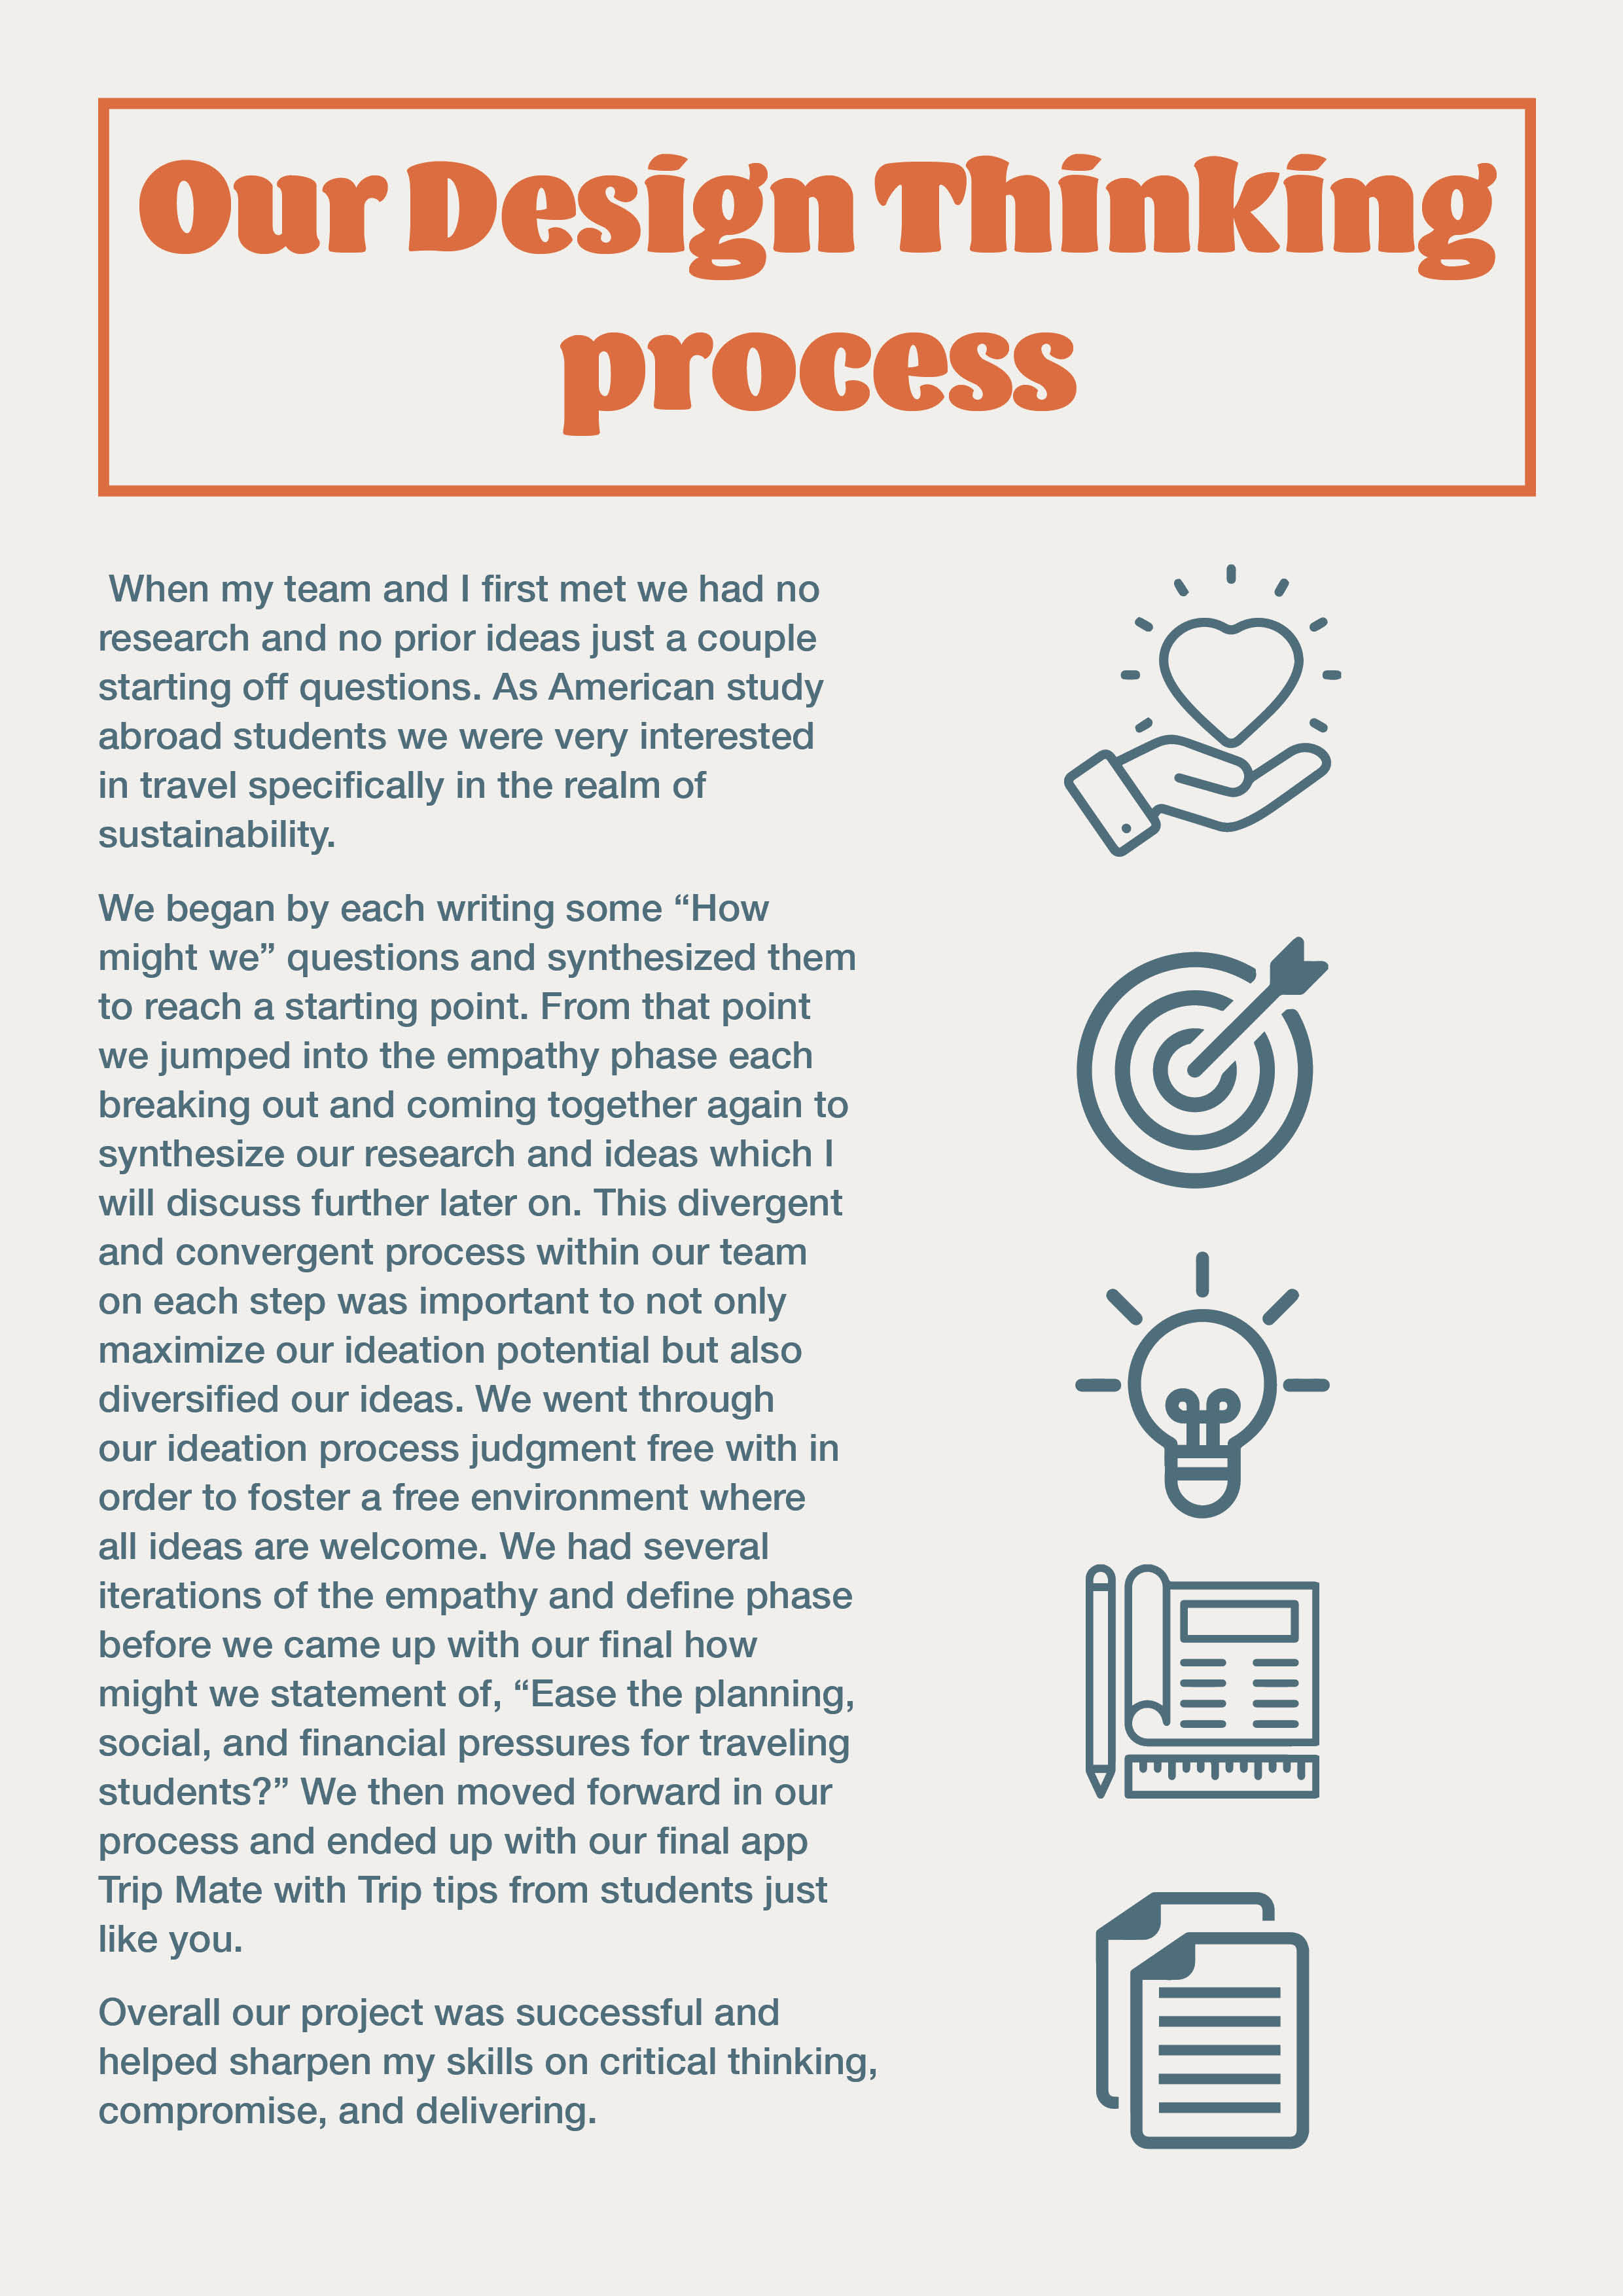 Our Design Thinking
process
When my team and I first met we had no
research and no prior ideas just a couple
starting off questions. As American study
abroad students we were very interested
in travel specifically in the realm of
sustainability.
We began by each writing some “How
might we” questions and synthesized them
to reach a starting point. From that point
we jumped into the empathy phase each
breaking out and coming together again to
synthesize our research and ideas which I
will discuss further later on. This divergent
and convergent process within our team
on each step was important to not only
maximize our ideation potential but also
diversified our ideas. We went through
our ideation process judgment free with in
order to foster a free environment where
all ideas are welcome. We had several
iterations of the empathy and define phase
before we came up with our final how
might we statement of, “Ease the planning,
social, and financial pressures for traveling
students?” We then moved forward in our
process and ended up with our final app
Trip Mate with Trip tips from students just
like you.
Overall our project was successful and
helped sharpen my skills on critical thinking,
compromise, and delivering.